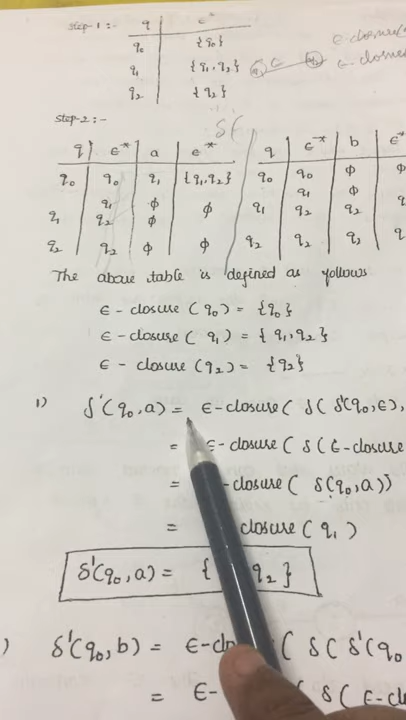 Step-1 :- q ε*
q₀ {q₀}
q₁ {q₁, q₂}
q₂ {q₂}
ε-closure(
Step-2 :-
q ε* a ε* q ε* b ε*
q₀ q₀ q₁ {q₁, q₂} q₀ q₀ ϕ ϕ
q₁ q₁ ϕ ϕ q₁ q₁ ϕ
q₂ ϕ q₂ q₂
q₂ q₂ ϕ ϕ q₂ q₂ q₂
The above table is defined as follows
ε - closure (q₀) = {q₀}
ε - closure (q₁) = {q₁, q₂}
ε - closure (q₂) = {q₂}
1) δ'(q₀, a) = ε-closure( δ( δ'(q₀, ε),
= ε-closure ( δ( ε-closure
= -closure( δ(q₀, a))
= closure( q₁ )
δ'(q₀, a) = { q₂ }
) δ'(q₀, b) = ( δ( δ'(q₀
= ε- ( δ( ε-